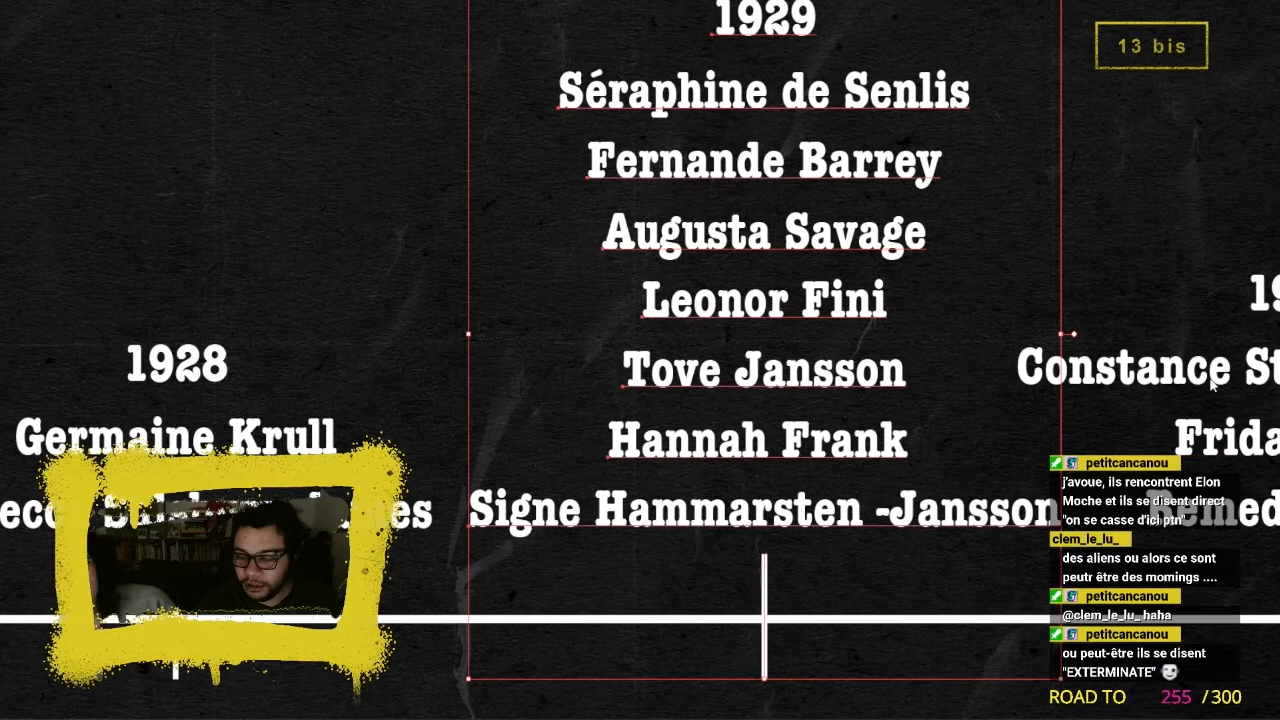 1929
13 bis
Séraphine de Senlis
Fernande Barrey
Augusta Savage
Leonor Fini
Tove Jansson
Hannah Frank
Signe Hammarsten -Jansson
1928
Germaine Krull
es
19
Constance St
Frida
petitcancanou
j'avoue, ils rencontrent Elon
Moche et ils se disent direct
"on se casse d'ici ptn"
clem_le_lu_
des aliens ou alors ce sont
peutr être des momings ....
petitcancanou
@clem_le_lu_ haha
petitcancanou
ou peut-être ils se disent
"EXTERMINATE"
ROAD TO 255 / 300